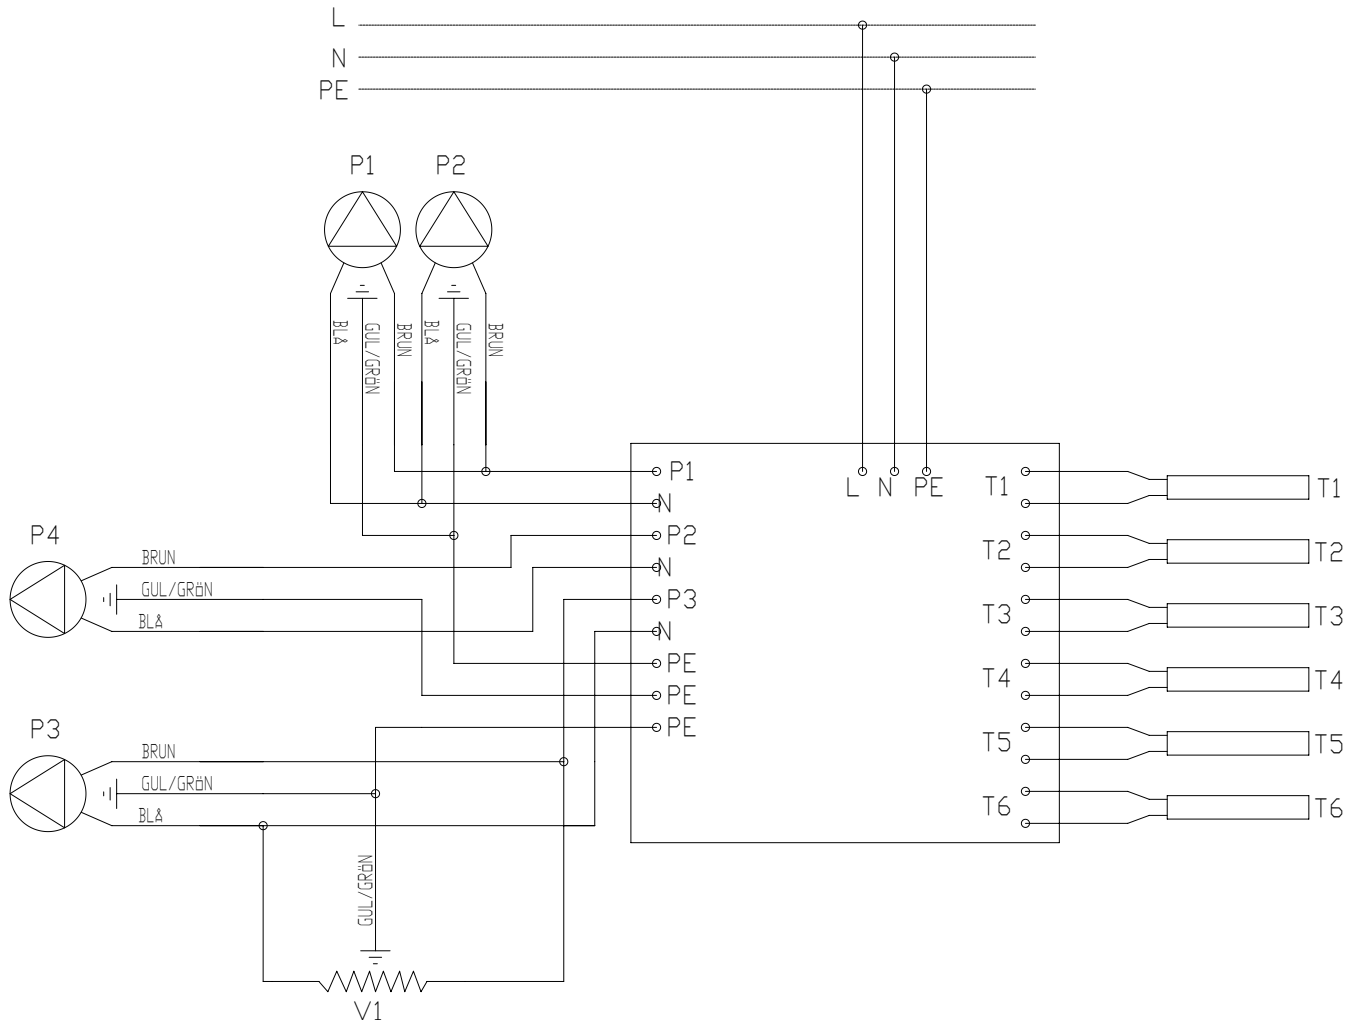 L
N
PE
P1 P2
BLÅ GUL/GRÖN BRUN BLÅ GUL/GRÖN BRUN
P1
N
P2
N
P3
N
PE
PE
PE
L N PE
T1 T1
T2 T2
T3 T3
T4 T4
T5 T5
T6 T6
P4
BRUN
GUL/GRÖN
BLÅ
P3
BRUN
GUL/GRÖN
BLÅ
GUL/GRÖN
V1